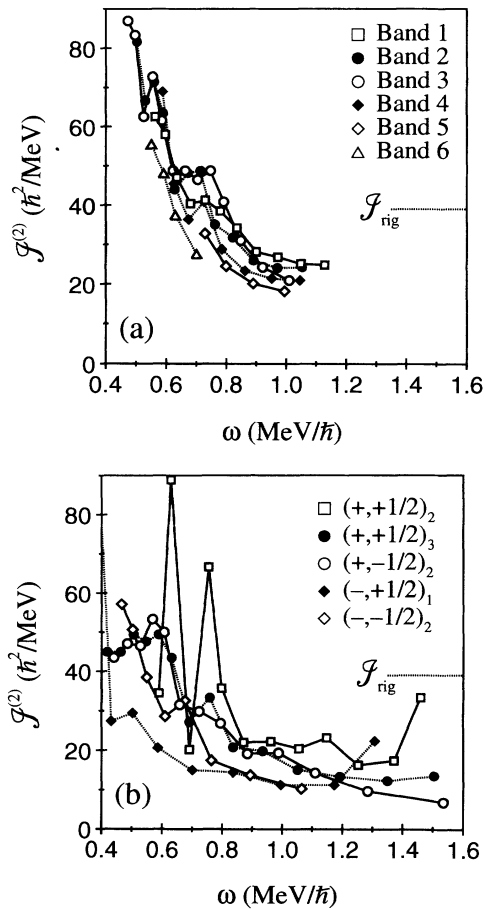 80
60
40
20
0
𝒥⁽²⁾ (ħ²/MeV)
Band 1
Band 2
Band 3
Band 4
Band 5
Band 6
𝒥rig
(a)
0.4 0.6 0.8 1.0 1.2 1.4 1.6
ω (MeV/ħ)
80
60
40
20
0
𝒥⁽²⁾ (ħ²/MeV)
(+,+1/2)₂
(+,+1/2)₃
(+,−1/2)₂
(−,+1/2)₁
(−,−1/2)₂
𝒥rig
(b)
0.4 0.6 0.8 1.0 1.2 1.4 1.6
ω (MeV/ħ)